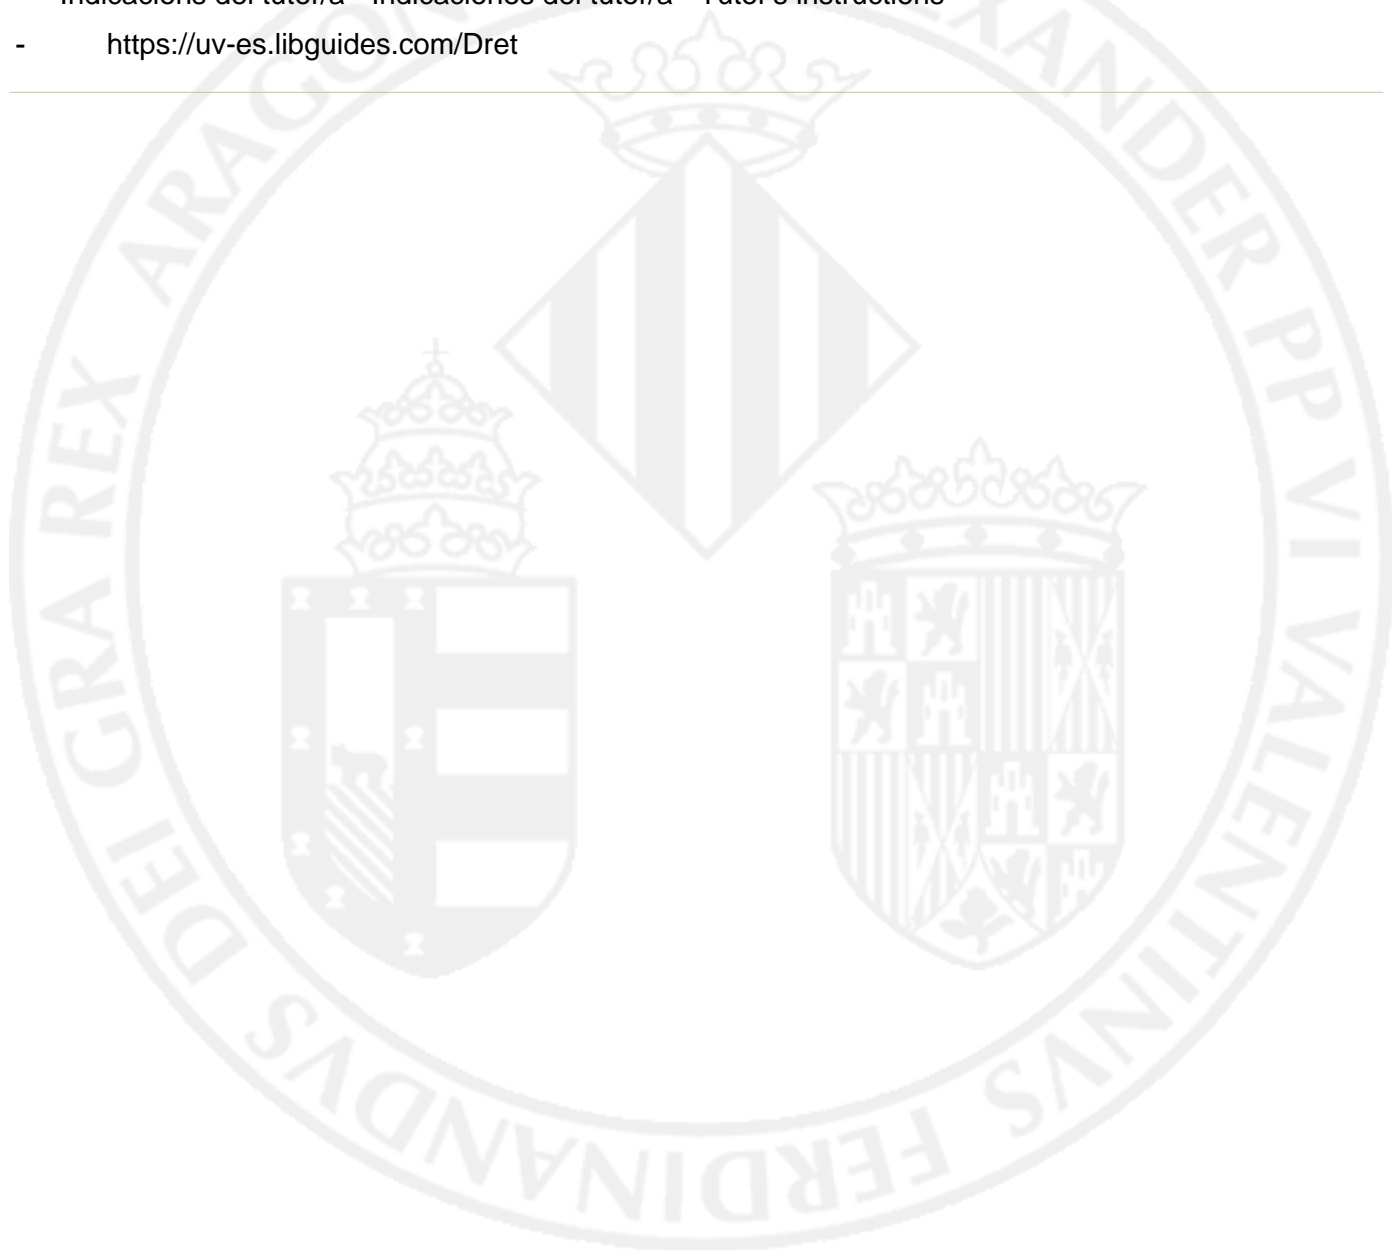 Indicacions del tutor/a - Indicaciones del tutor/a - Tutor's instructions
- https://uv-es.libguides.com/Dret
ALEXANDER PP VI VALENTINVS FERDINANDVS DEI GRA REX ARAGON